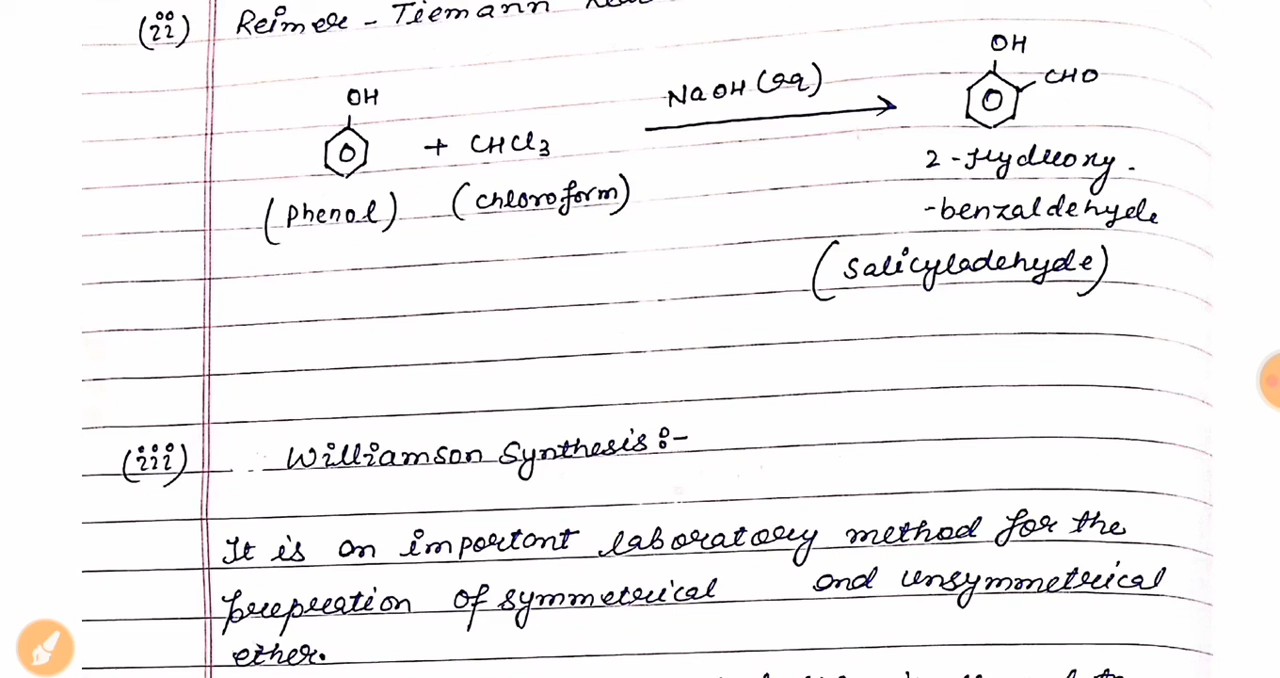 (ii) Reimer - Tiemann
OH
+ CHCl3
NaOH (aq)
OH
CHO
(Phenol) (chloroform)
2-Hydroxy-
-benzaldehyde
(Salicyladehyde)
(iii) Williamson Synthesis :-
It is an important laboratory method for the
prepration of symmetrical and unsymmetrical
ether.